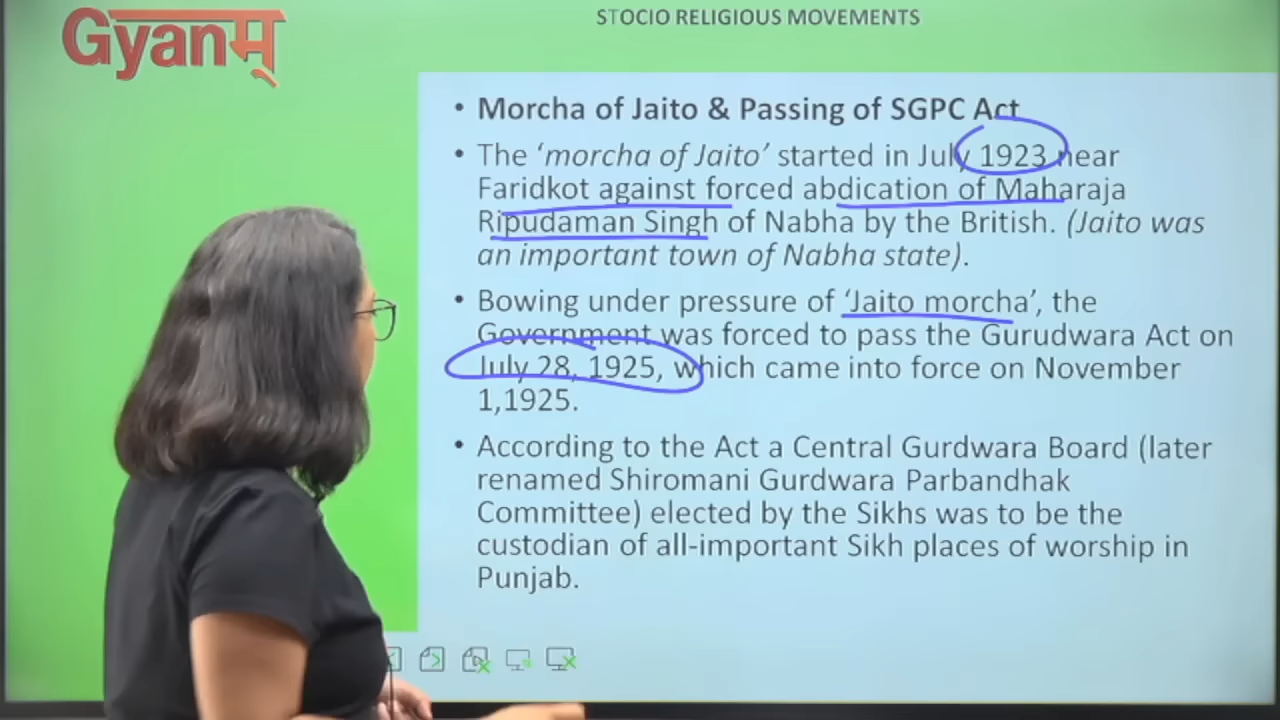 STOCIO RELIGIOUS MOVEMENTS
Gyanम्
• Morcha of Jaito & Passing of SGPC Act
• The ‘morcha of Jaito’ started in July 1923 near
Faridkot against forced abdication of Maharaja
Ripudaman Singh of Nabha by the British. (Jaito was
an important town of Nabha state).
• Bowing under pressure of ‘Jaito morcha’, the
Government was forced to pass the Gurudwara Act on
July 28, 1925, which came into force on November
1,1925.
• According to the Act a Central Gurdwara Board (later
renamed Shiromani Gurdwara Parbandhak
Committee) elected by the Sikhs was to be the
custodian of all-important Sikh places of worship in
Punjab.